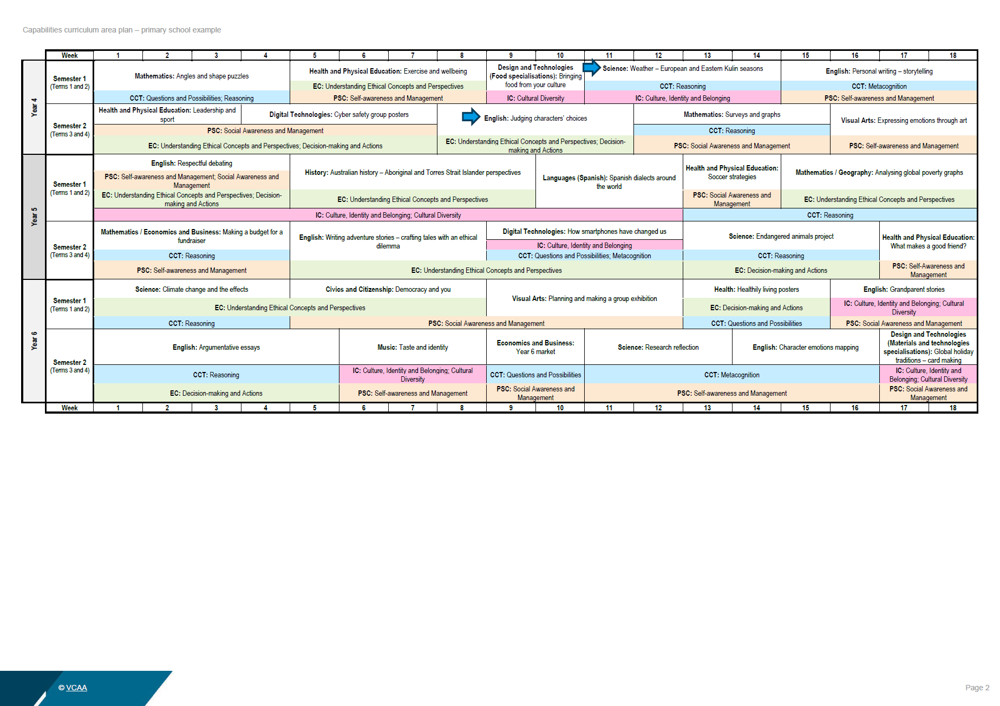 Capabilities curriculum area plan – primary school example
Week 1 2 3 4 5 6 7 8 9 10 11 12 13 14 15 16 17 18
Year 4
Semester 1
(Terms 1 and 2)
Mathematics: Angles and shape puzzles
CCT: Questions and Possibilities; Reasoning
Health and Physical Education: Exercise and wellbeing
EC: Understanding Ethical Concepts and Perspectives
PSC: Self-awareness and Management
Design and Technologies
(Food specialisations): Bringing
food from your culture
IC: Cultural Diversity
Science: Weather – European and Eastern Kulin seasons
CCT: Reasoning
IC: Culture, Identity and Belonging
English: Personal writing – storytelling
CCT: Metacognition
PSC: Self-awareness and Management
Semester 2
(Terms 3 and 4)
Health and Physical Education: Leadership and
sport
Digital Technologies: Cyber safety group posters
PSC: Social Awareness and Management
EC: Understanding Ethical Concepts and Perspectives; Decision-making and Actions
English: Judging characters' choices
EC: Understanding Ethical Concepts and Perspectives; Decision-
making and Actions
Mathematics: Surveys and graphs
CCT: Reasoning
PSC: Social Awareness and Management
Visual Arts: Expressing emotions through art
PSC: Self-awareness and Management
Year 5
Semester 1
(Terms 1 and 2)
English: Respectful debating
PSC: Self-awareness and Management; Social Awareness and
Management
EC: Understanding Ethical Concepts and Perspectives; Decision-
making and Actions
History: Australian history – Aboriginal and Torres Strait Islander perspectives
EC: Understanding Ethical Concepts and Perspectives
Languages (Spanish): Spanish dialects around
the world
IC: Culture, Identity and Belonging; Cultural Diversity
Health and Physical Education:
Soccer strategies
PSC: Social Awareness and
Management
Mathematics / Geography: Analysing global poverty graphs
EC: Understanding Ethical Concepts and Perspectives
CCT: Reasoning
Semester 2
(Terms 3 and 4)
Mathematics / Economics and Business: Making a budget for a
fundraiser
CCT: Reasoning
PSC: Self-awareness and Management
English: Writing adventure stories – crafting tales with an ethical
dilemma
Digital Technologies: How smartphones have changed us
IC: Culture, Identity and Belonging
CCT: Questions and Possibilities; Metacognition
EC: Understanding Ethical Concepts and Perspectives
Science: Endangered animals project
CCT: Reasoning
EC: Decision-making and Actions
Health and Physical Education:
What makes a good friend?
PSC: Self-Awareness and
Management
Year 6
Semester 1
(Terms 1 and 2)
Science: Climate change and the effects
Civics and Citizenship: Democracy and you
EC: Understanding Ethical Concepts and Perspectives
CCT: Reasoning
Visual Arts: Planning and making a group exhibition
PSC: Social Awareness and Management
Health: Healthily living posters
EC: Decision-making and Actions
CCT: Questions and Possibilities
English: Grandparent stories
IC: Culture, Identity and Belonging; Cultural
Diversity
PSC: Social Awareness and Management
Semester 2
(Terms 3 and 4)
English: Argumentative essays
CCT: Reasoning
EC: Decision-making and Actions
Music: Taste and identity
IC: Culture, Identity and Belonging; Cultural
Diversity
PSC: Self-awareness and Management
Economics and Business:
Year 6 market
CCT: Questions and Possibilities
PSC: Social Awareness and
Management
Science: Research reflection
English: Character emotions mapping
CCT: Metacognition
PSC: Self-awareness and Management
Design and Technologies
(Materials and technologies
specialisations): Global holiday
traditions – card making
IC: Culture, Identity and
Belonging; Cultural Diversity
PSC: Social Awareness and
Management
Week 1 2 3 4 5 6 7 8 9 10 11 12 13 14 15 16 17 18
© VCAA
Page 2